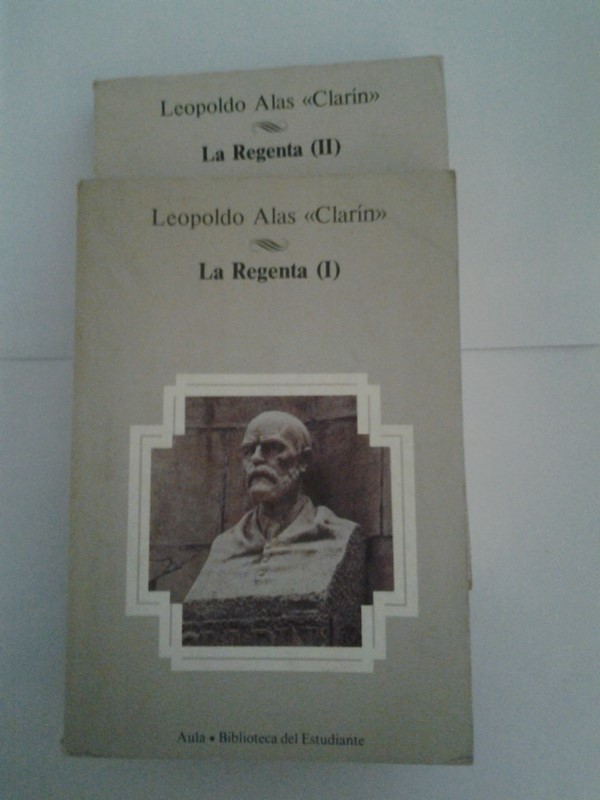 Leopoldo Alas «Clarín»
La Regenta (II)
Leopoldo Alas «Clarín»
La Regenta (I)
Aula • Biblioteca del Estudiante